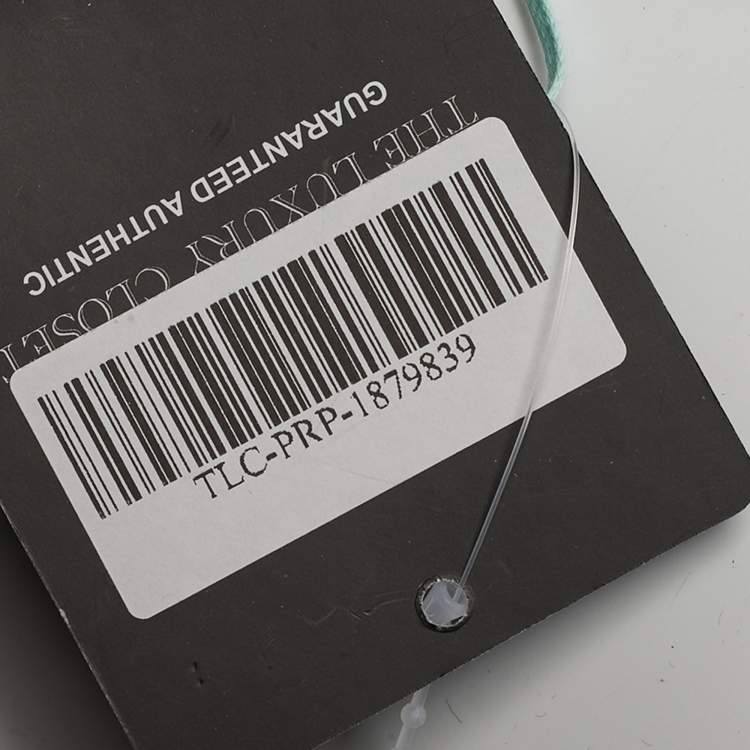 GUARANTEED AUTHENTIC
THE LUXURY CLOSET
TLC-PRP-1879839